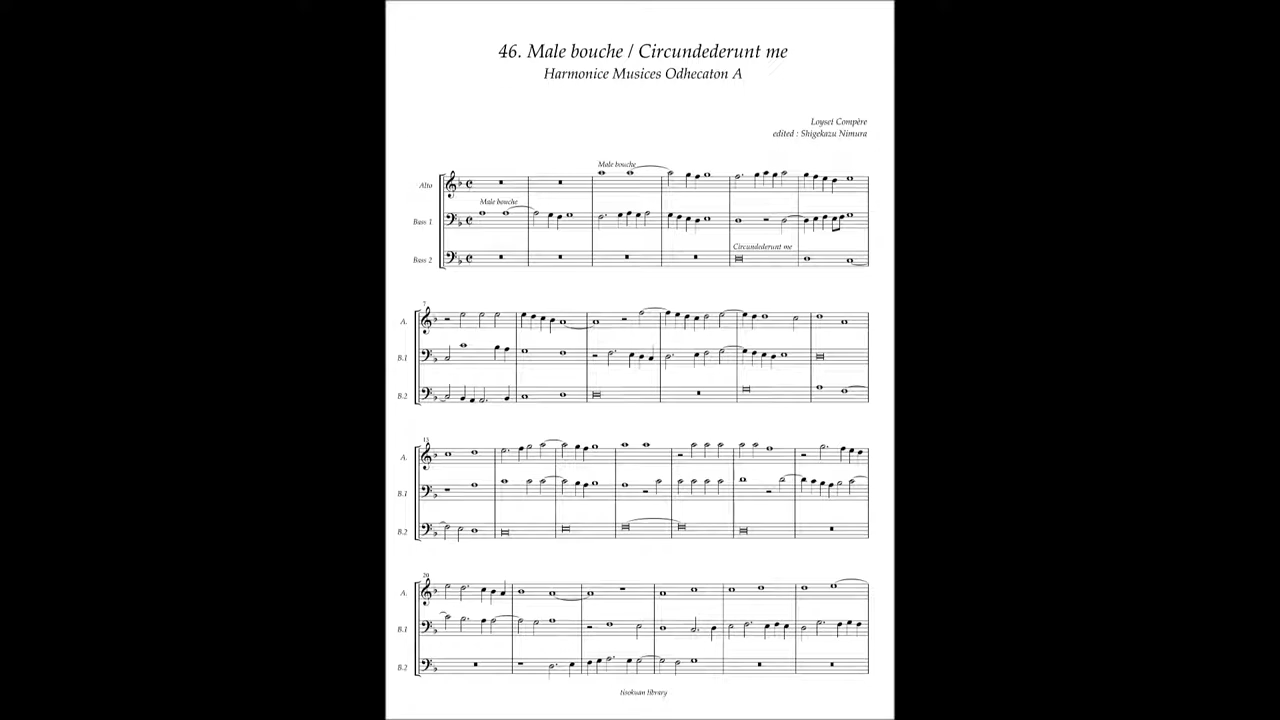 46. Male bouche / Circundederunt me
Harmonice Musices Odhecaton A
Loyset Compère
edited : Shigekazu Nimura
Male bouche
Alto
Male bouche
Bass 1
Circundederunt me
Bass 2
7
A.
B.1
B.2
13
A.
B.1
B.2
20
A.
B.1
B.2
tisokuan library